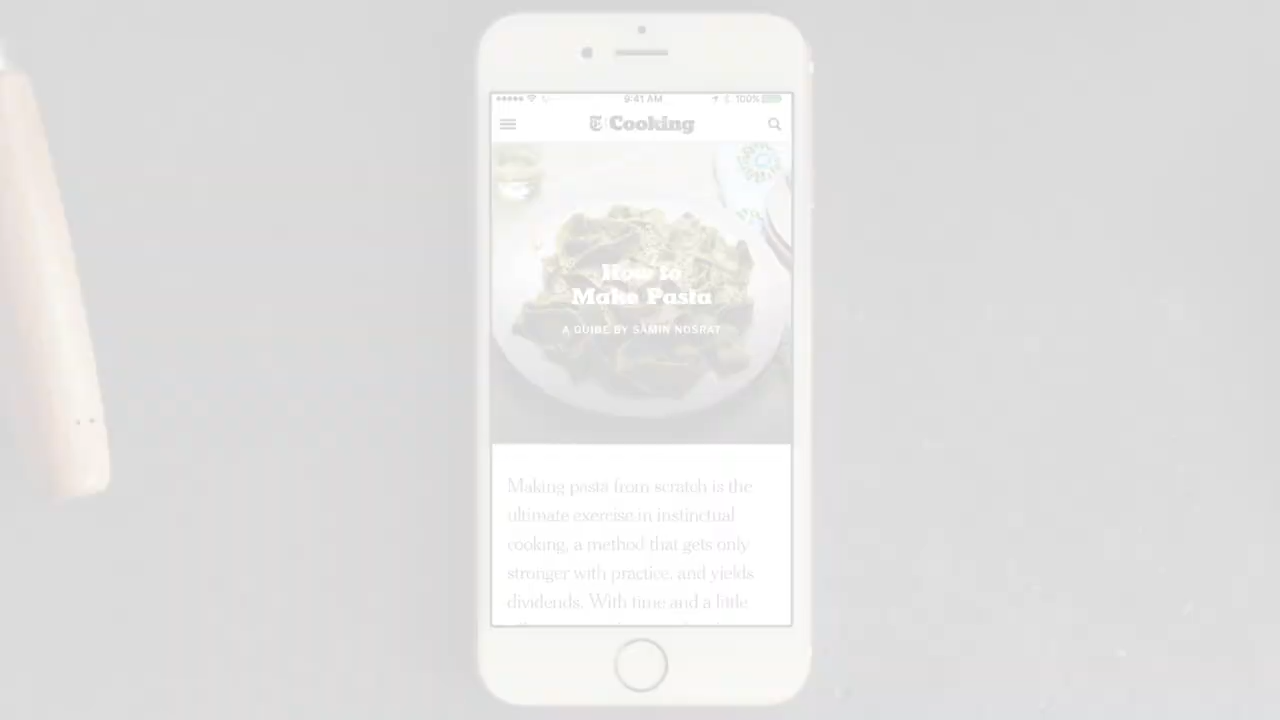 9:41 AM 100%
T Cooking
How to
Make Pasta
A GUIDE BY SAMIN NOSRAT
Making pasta from scratch is the
ultimate exercise in instinctual
cooking, a method that gets only
stronger with practice, and yields
dividends. With time and a little